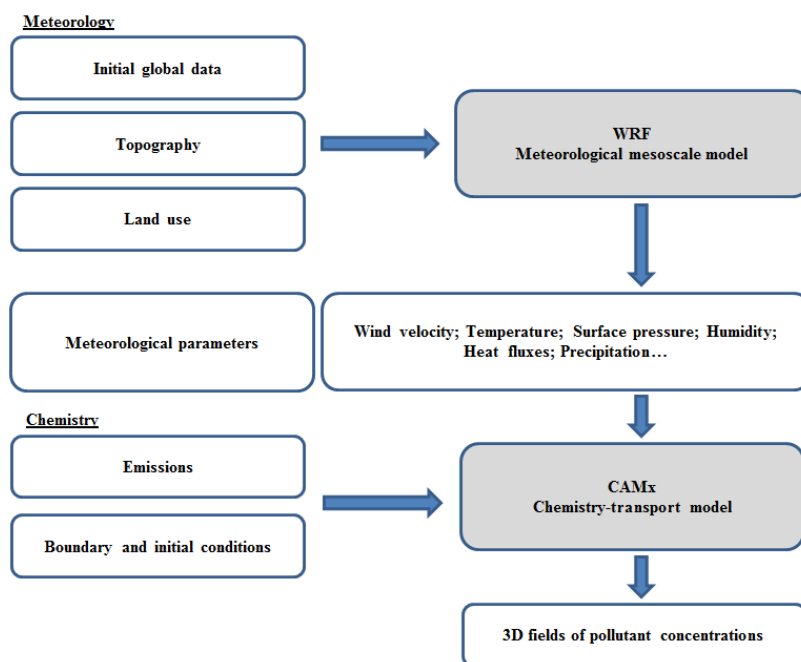 Meteorology
Initial global data
Topography
Land use
WRF
Meteorological mesoscale model
Meteorological parameters
Wind velocity; Temperature; Surface pressure; Humidity;
Heat fluxes; Precipitation…
Chemistry
Emissions
Boundary and initial conditions
CAMx
Chemistry-transport model
3D fields of pollutant concentrations